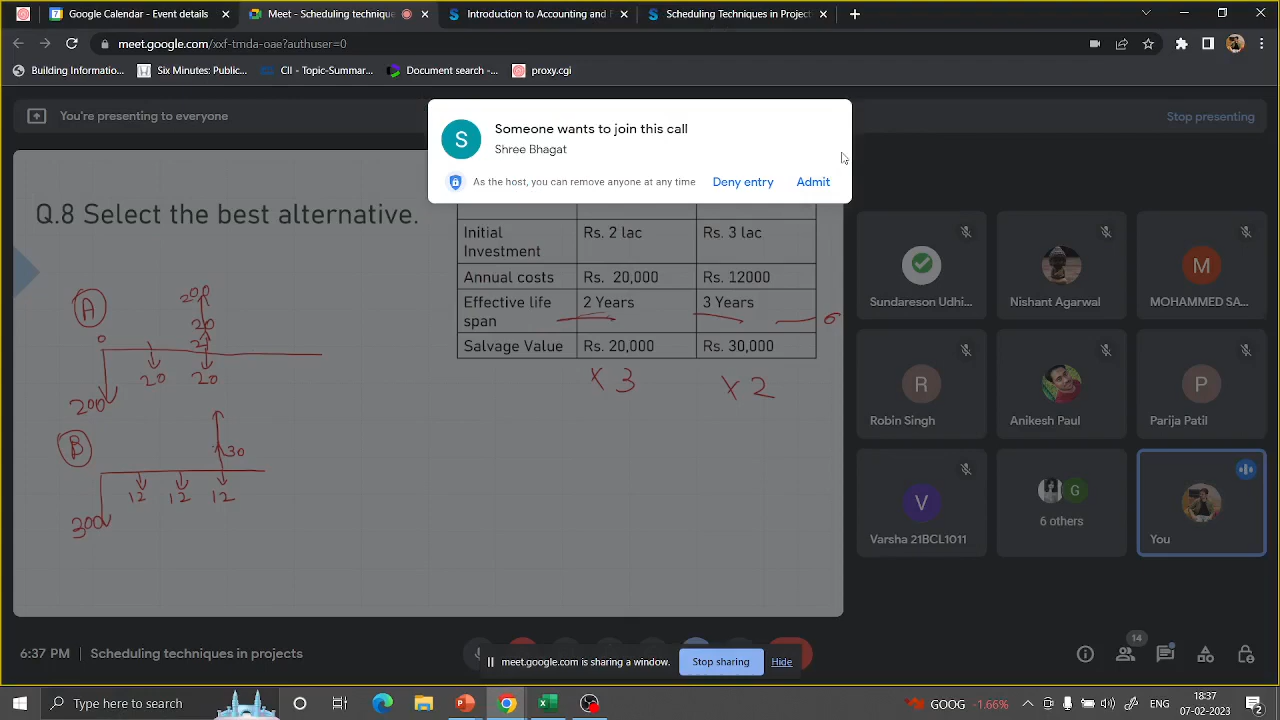 Google Calendar - Event details
Meet - Scheduling technique
Introduction to Accounting and E
Scheduling Techniques in Project
meet.google.com/xxf-tmda-oae?authuser=0
Building Informatio...
Six Minutes: Public...
CII - Topic-Summar...
Document search -...
proxy.cgi
You're presenting to everyone
Stop presenting
S
Someone wants to join this call
Shree Bhagat
As the host, you can remove anyone at any time
Deny entry
Admit
Q.8 Select the best alternative.
Initial Investment Rs. 2 lac Rs. 3 lac
Annual costs Rs. 20,000 Rs. 12000
Effective life span 2 Years 3 Years
Salvage Value Rs. 20,000 Rs. 30,000
x 3 x 2
A
200
20
0
20 20
200
B
30
12 12 12
300
Sundareson Udhi...
Nishant Agarwal
M
MOHAMMED SA...
R
Robin Singh
Anikesh Paul
P
Parija Patil
V
Varsha 21BCL1011
G
6 others
You
6:37 PM
Scheduling techniques in projects
meet.google.com is sharing a window.
Stop sharing
Hide
14
Type here to search
GOOG -1.66%
ENG
18:37
07-02-2023